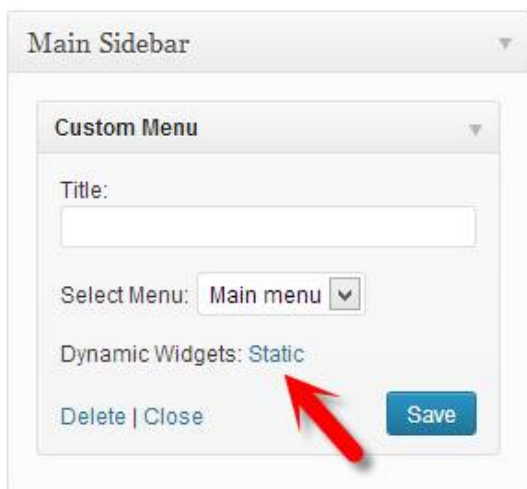 Main Sidebar
Custom Menu
Title:
Select Menu: Main menu
Dynamic Widgets: Static
Delete | Close Save